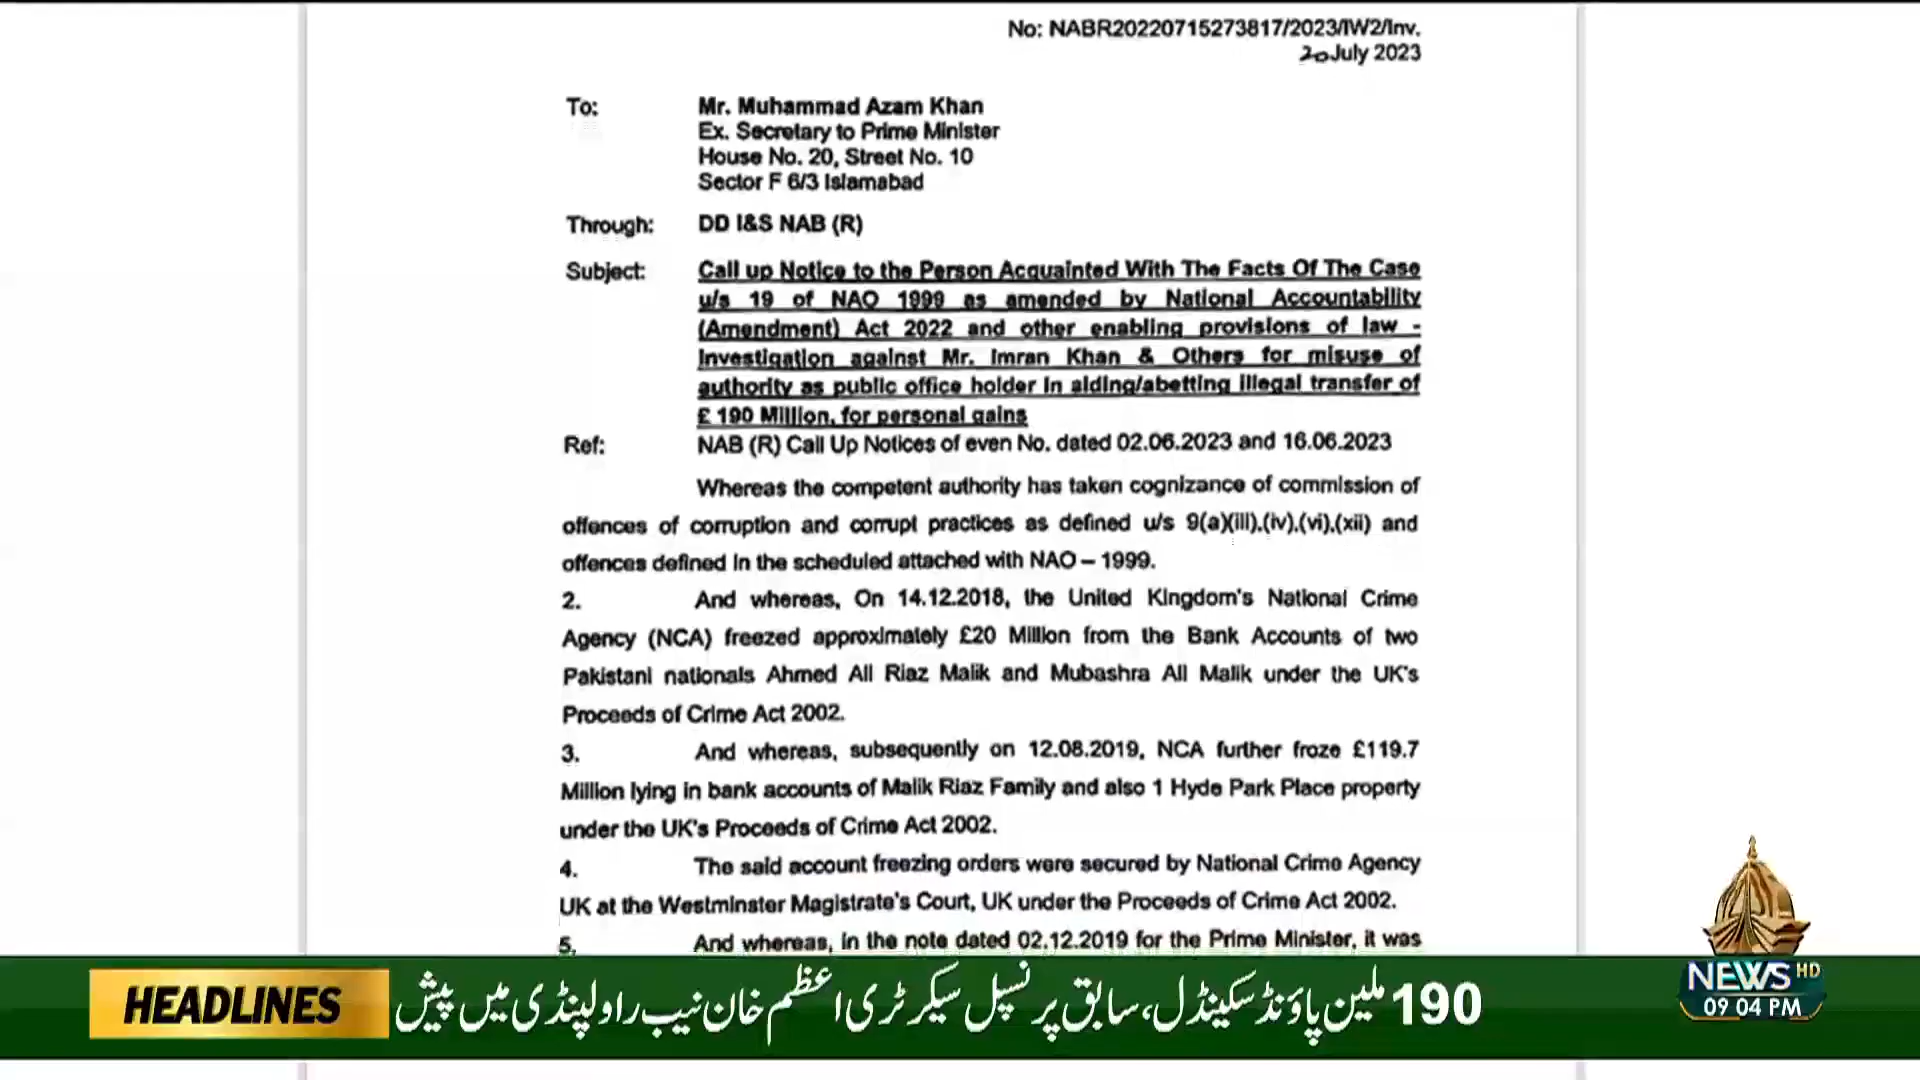 No: NABR20220715273817/2023/IW2/Inv.
20 July 2023
To: Mr. Muhammad Azam Khan
Ex. Secretary to Prime Minister
House No. 20, Street No. 10
Sector F 6/3 Islamabad
Through: DD I&S NAB (R)
Subject: Call up Notice to the Person Acquainted With The Facts Of The Case
u/s 19 of NAO 1999 as amended by National Accountability
(Amendment) Act 2022 and other enabling provisions of law -
Investigation against Mr. Imran Khan & Others for misuse of
authority as public office holder in aiding/abetting illegal transfer of
£ 190 Million, for personal gains
Ref: NAB (R) Call Up Notices of even No. dated 02.06.2023 and 16.06.2023
Whereas the competent authority has taken cognizance of commission of
offences of corruption and corrupt practices as defined u/s 9(a)(iii),(iv),(vi),(xii) and
offences defined in the scheduled attached with NAO – 1999.
2. And whereas, On 14.12.2018, the United Kingdom's National Crime
Agency (NCA) freezed approximately £20 Million from the Bank Accounts of two
Pakistani nationals Ahmed Ali Riaz Malik and Mubashra Ali Malik under the UK's
Proceeds of Crime Act 2002.
3. And whereas, subsequently on 12.08.2019, NCA further froze £119.7
Million lying in bank accounts of Malik Riaz Family and also 1 Hyde Park Place property
under the UK's Proceeds of Crime Act 2002.
4. The said account freezing orders were secured by National Crime Agency
UK at the Westminster Magistrate's Court, UK under the Proceeds of Crime Act 2002.
5. And whereas, in the note dated 02.12.2019 for the Prime Minister, it was
HEADLINES
190 ملین پاؤنڈ سکینڈل، سابق پرنسپل سیکرٹری اعظم خان نیب راولپنڈی میں پیش
NEWS HD
09 04 PM